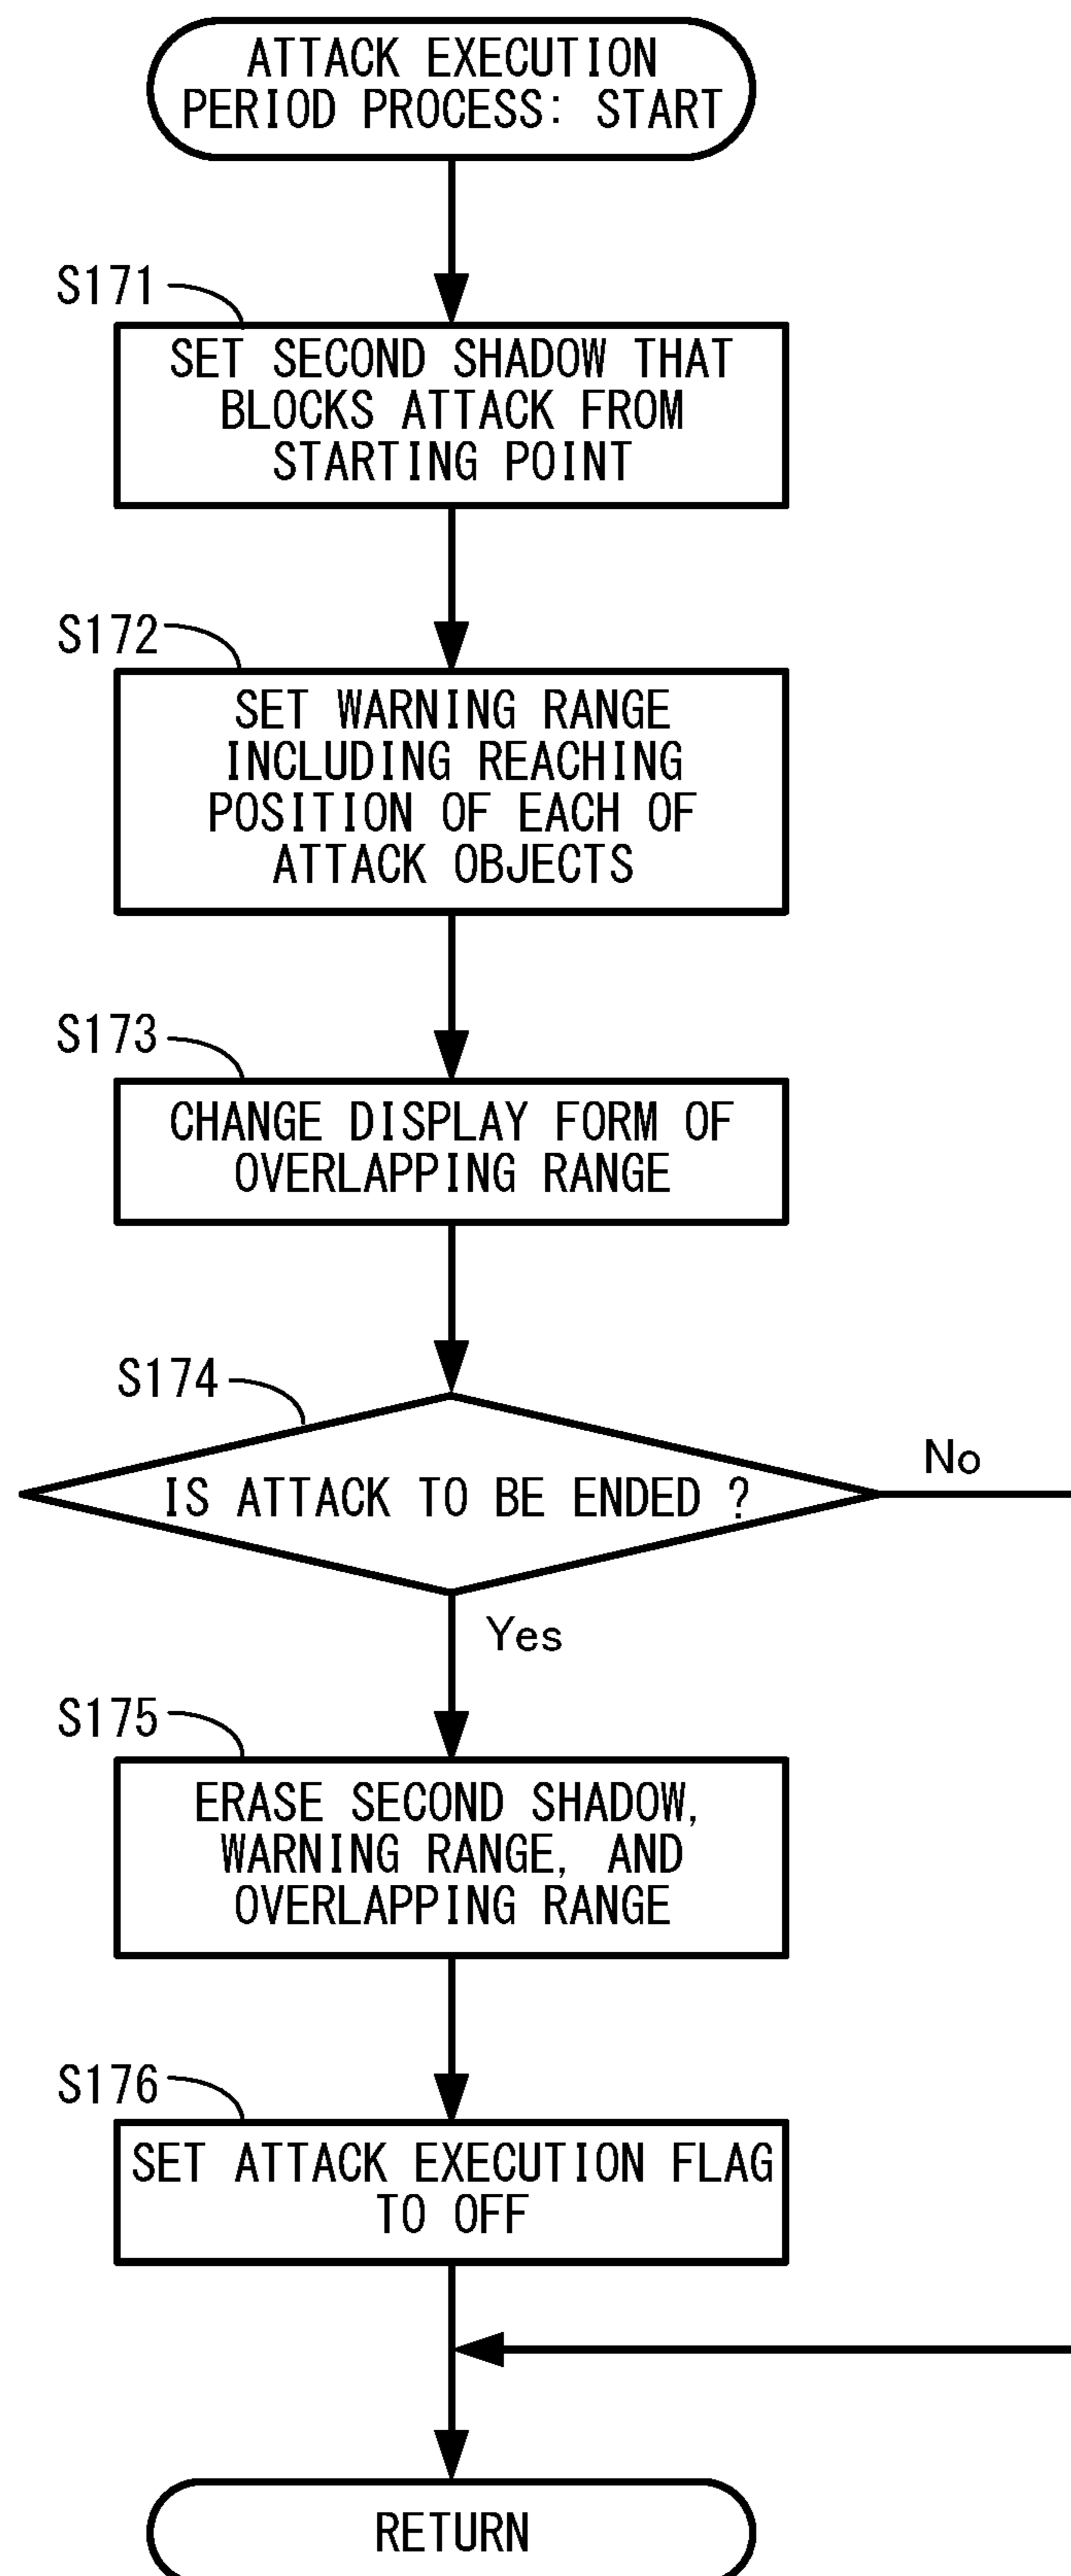 ATTACK EXECUTION
PERIOD PROCESS: START
S171
SET SECOND SHADOW THAT
BLOCKS ATTACK FROM
STARTING POINT
S172
SET WARNING RANGE
INCLUDING REACHING
POSITION OF EACH OF
ATTACK OBJECTS
S173
CHANGE DISPLAY FORM OF
OVERLAPPING RANGE
S174
IS ATTACK TO BE ENDED ?
No
Yes
S175
ERASE SECOND SHADOW,
WARNING RANGE, AND
OVERLAPPING RANGE
S176
SET ATTACK EXECUTION FLAG
TO OFF
RETURN